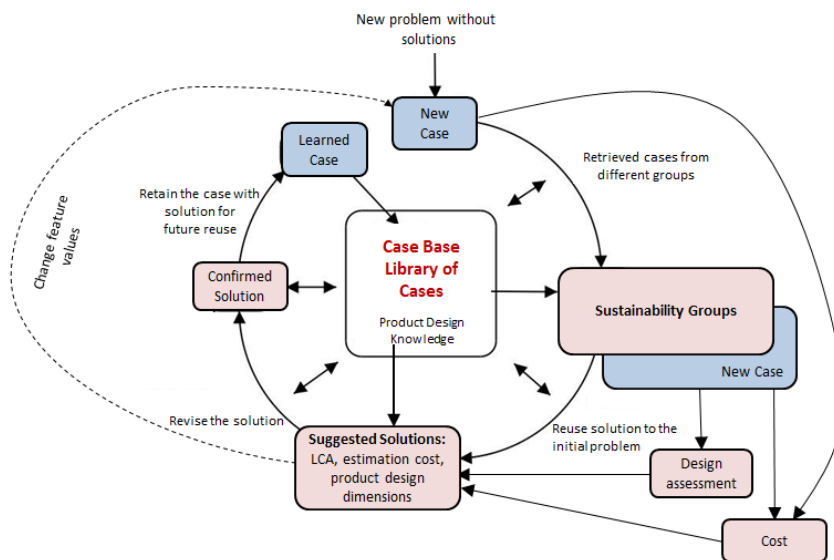 New problem without
solutions
New
Case
Learned
Case
Retrieved cases from
different groups
Retain the case with
solution for
future reuse
Change feature
values
Case Base
Library of
Cases
Product Design
Knowledge
Confirmed
Solution
Sustainability Groups
New Case
Revise the solution
Reuse solution to the
initial problem
Suggested Solutions:
LCA, estimation cost,
product design
dimensions
Design
assessment
Cost